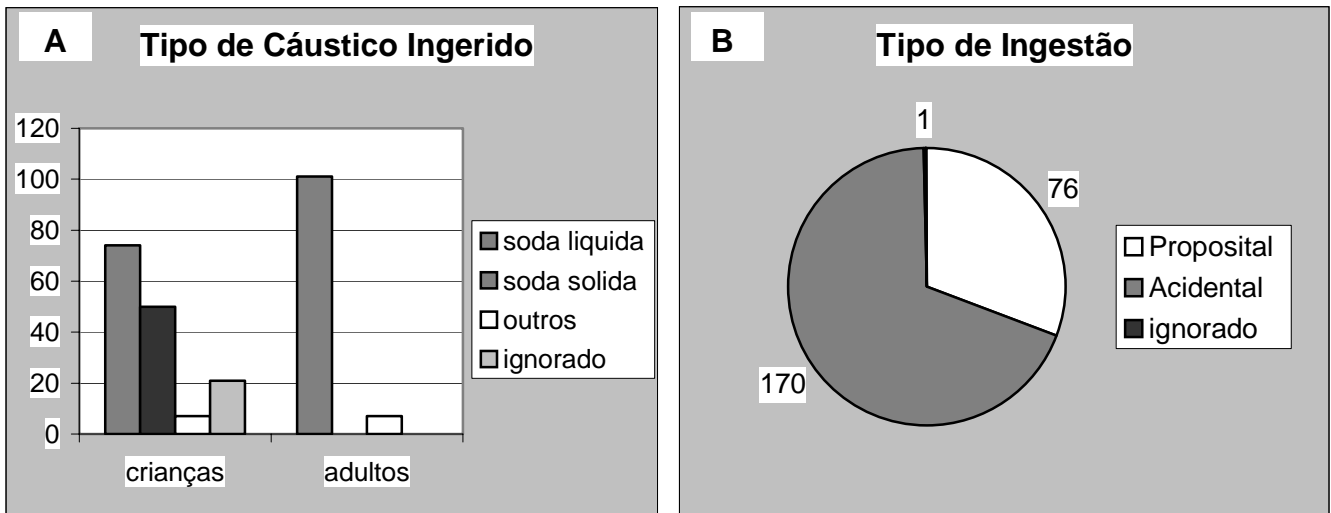 A
Tipo de Cáustico Ingerido
120
100
80
60
40
20
0
crianças
adultos
soda liquida
soda solida
outros
ignorado
B
Tipo de Ingestão
1
76
170
Proposital
Acidental
ignorado